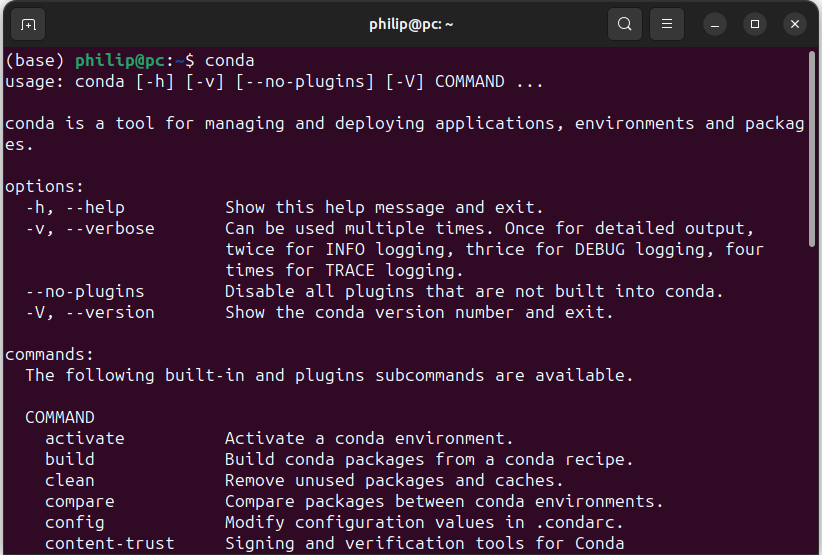 philip@pc: ~
(base) philip@pc:~$ conda
usage: conda [-h] [-v] [--no-plugins] [-V] COMMAND ...
conda is a tool for managing and deploying applications, environments and packag
es.
options:
  -h, --help          Show this help message and exit.
  -v, --verbose       Can be used multiple times. Once for detailed output,
                      twice for INFO logging, thrice for DEBUG logging, four
                      times for TRACE logging.
  --no-plugins        Disable all plugins that are not built into conda.
  -V, --version       Show the conda version number and exit.
commands:
  The following built-in and plugins subcommands are available.
  COMMAND
    activate          Activate a conda environment.
    build             Build conda packages from a conda recipe.
    clean             Remove unused packages and caches.
    compare           Compare packages between conda environments.
    config            Modify configuration values in .condarc.
    content-trust     Signing and verification tools for Conda